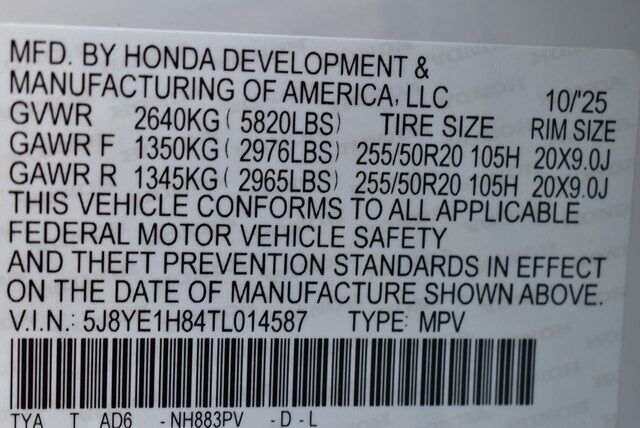 MFD. BY HONDA DEVELOPMENT &
MANUFACTURING OF AMERICA, LLC 10/'25
GVWR 2640KG ( 5820LBS) TIRE SIZE RIM SIZE
GAWR F 1350KG ( 2976LBS) 255/50R20 105H 20X9.0J
GAWR R 1345KG ( 2965LBS) 255/50R20 105H 20X9.0J
THIS VEHICLE CONFORMS TO ALL APPLICABLE
FEDERAL MOTOR VEHICLE SAFETY
AND THEFT PREVENTION STANDARDS IN EFFECT
ON THE DATE OF MANUFACTURE SHOWN ABOVE.
V.I.N.: 5J8YE1H84TL014587 TYPE: MPV
TYA T AD6 - NH883PV - D - L